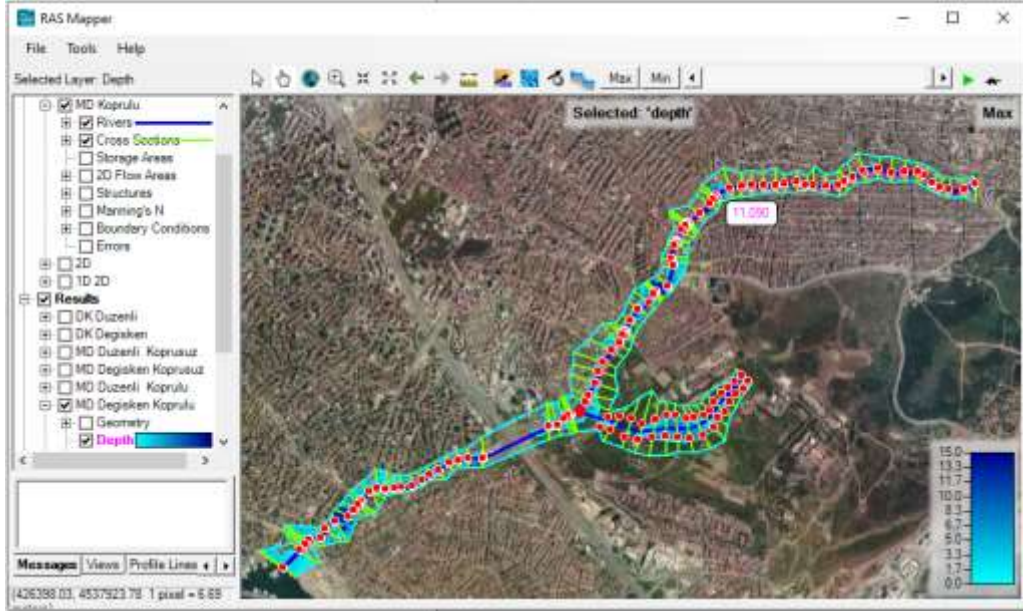 RAS Mapper
File Tools Help
Selected Layer: Depth
Max Min
MD Koprulu
Rivers
Cross Sections
Storage Areas
2D Flow Areas
Structures
Manning's N
Boundary Conditions
Errors
2D
1D 2D
Results
DK Duzenli
DK Degisken
MD Duzenli Koprusuz
MD Degisken Koprusuz
MD Duzenli Koprulu
MD Degisken Koprulu
Geometry
Depth
Messages Views Profile Lines
(426398.03, 4537923.78 1 pixel = 6.69
Selected: 'depth'
Max
11.090
15.0
13.3
11.7
10.0
8.3
6.7
5.0
3.3
1.7
0.0